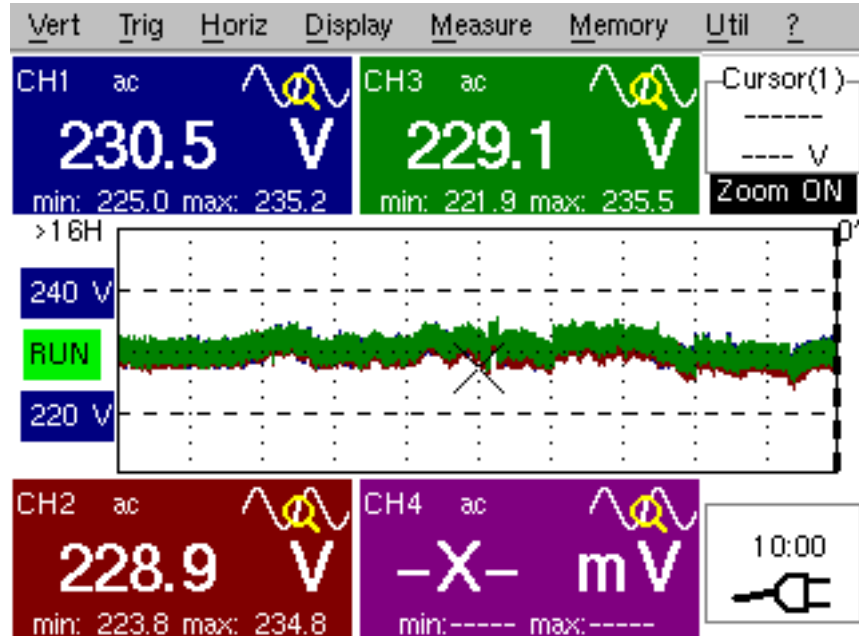 Vert Trig Horiz Display Measure Memory Util ?
CH1 ac
230.5 V
min: 225.0 max: 235.2
CH3 ac
229.1 V
min: 221.9 max: 235.5
Cursor(1)
------
---- V
Zoom ON
>16H
240 V
RUN
220 V
CH2 ac
228.9 V
min: 223.8 max: 234.8
CH4 ac
-X- mV
min:----- max:-----
10:00